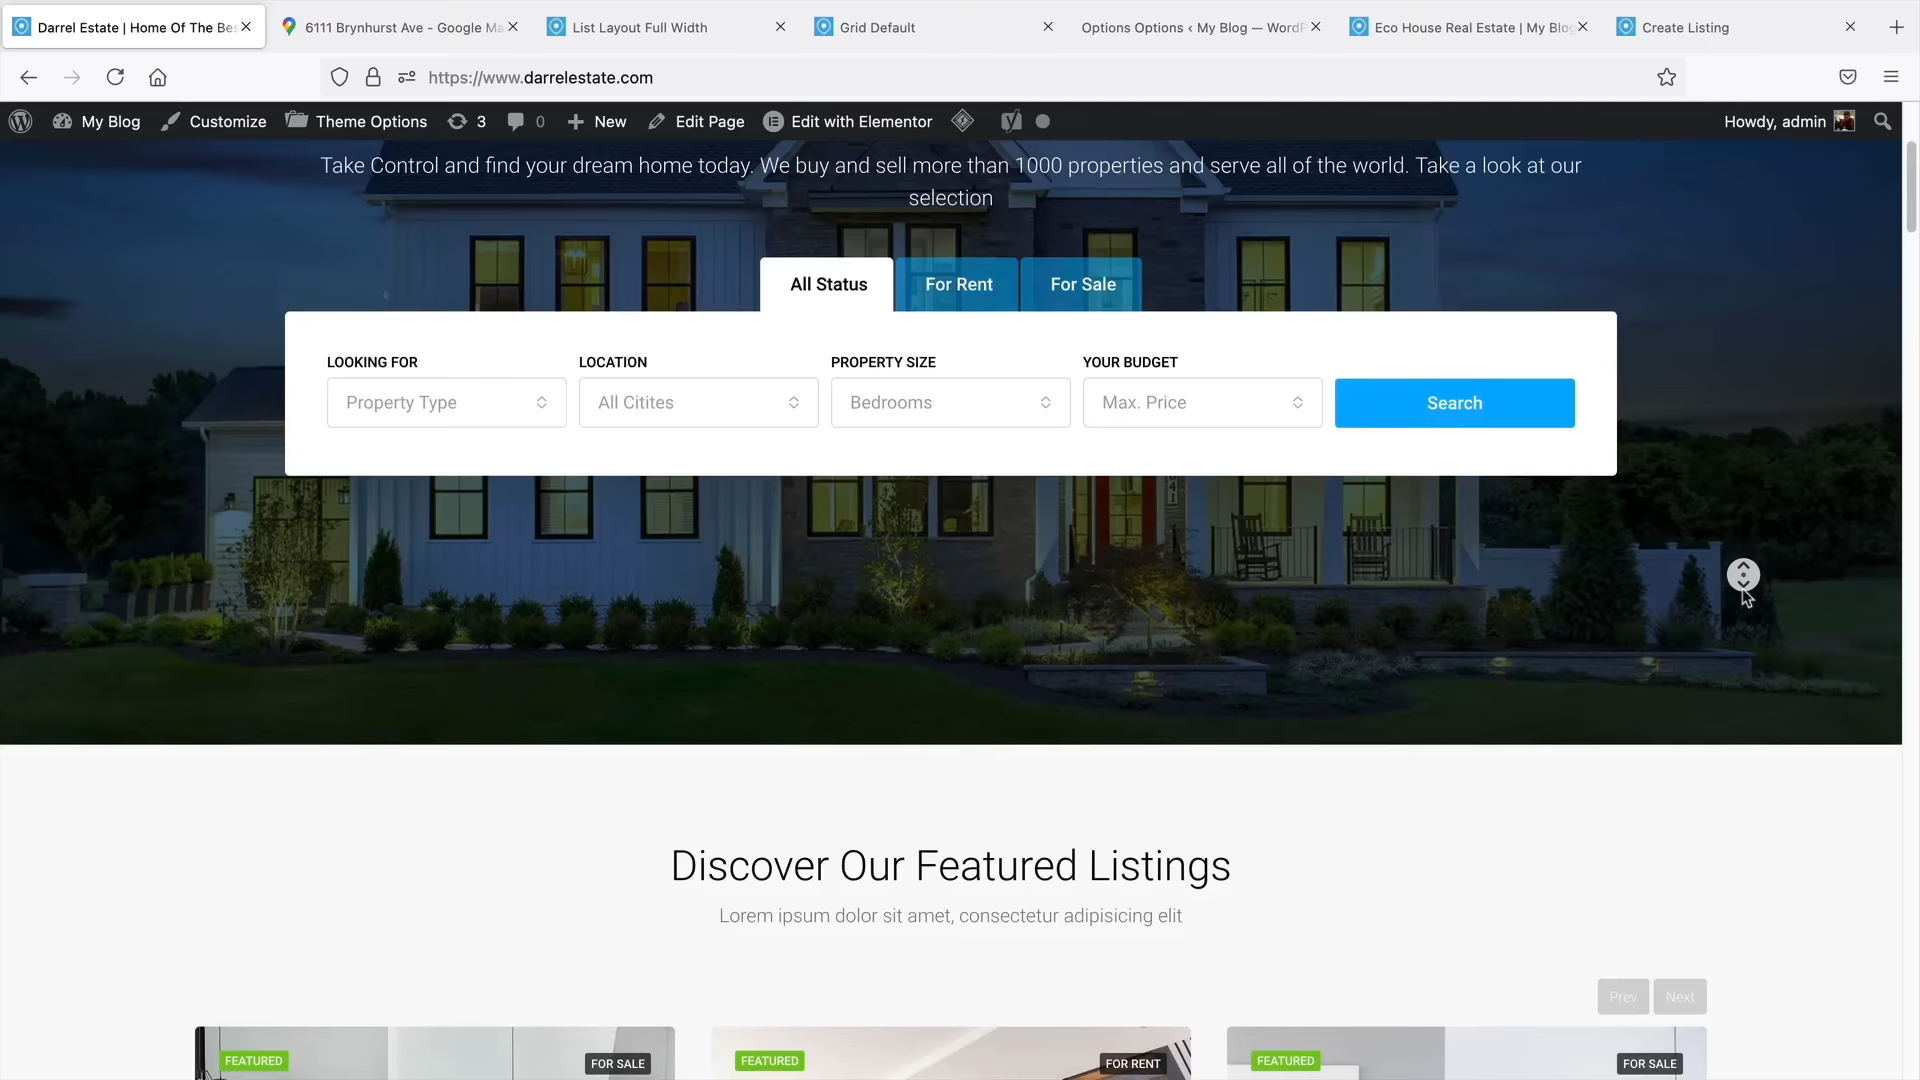 Darrel Estate | Home Of The Bes
6111 Brynhurst Ave - Google Ma
List Layout Full Width
Grid Default
Options Options ‹ My Blog — WordP
Eco House Real Estate | My Blog
Create Listing
https://www.darrelestate.com
My Blog
Customize
Theme Options
3
0
New
Edit Page
Edit with Elementor
Howdy, admin
Take Control and find your dream home today. We buy and sell more than 1000 properties and serve all of the world. Take a look at our
selection
All Status
For Rent
For Sale
LOOKING FOR
LOCATION
PROPERTY SIZE
YOUR BUDGET
Property Type
All Citites
Bedrooms
Max. Price
Search
Discover Our Featured Listings
Lorem ipsum dolor sit amet, consectetur adipisicing elit
Prev
Next
FEATURED
FOR SALE
FEATURED
FOR RENT
FEATURED
FOR SALE